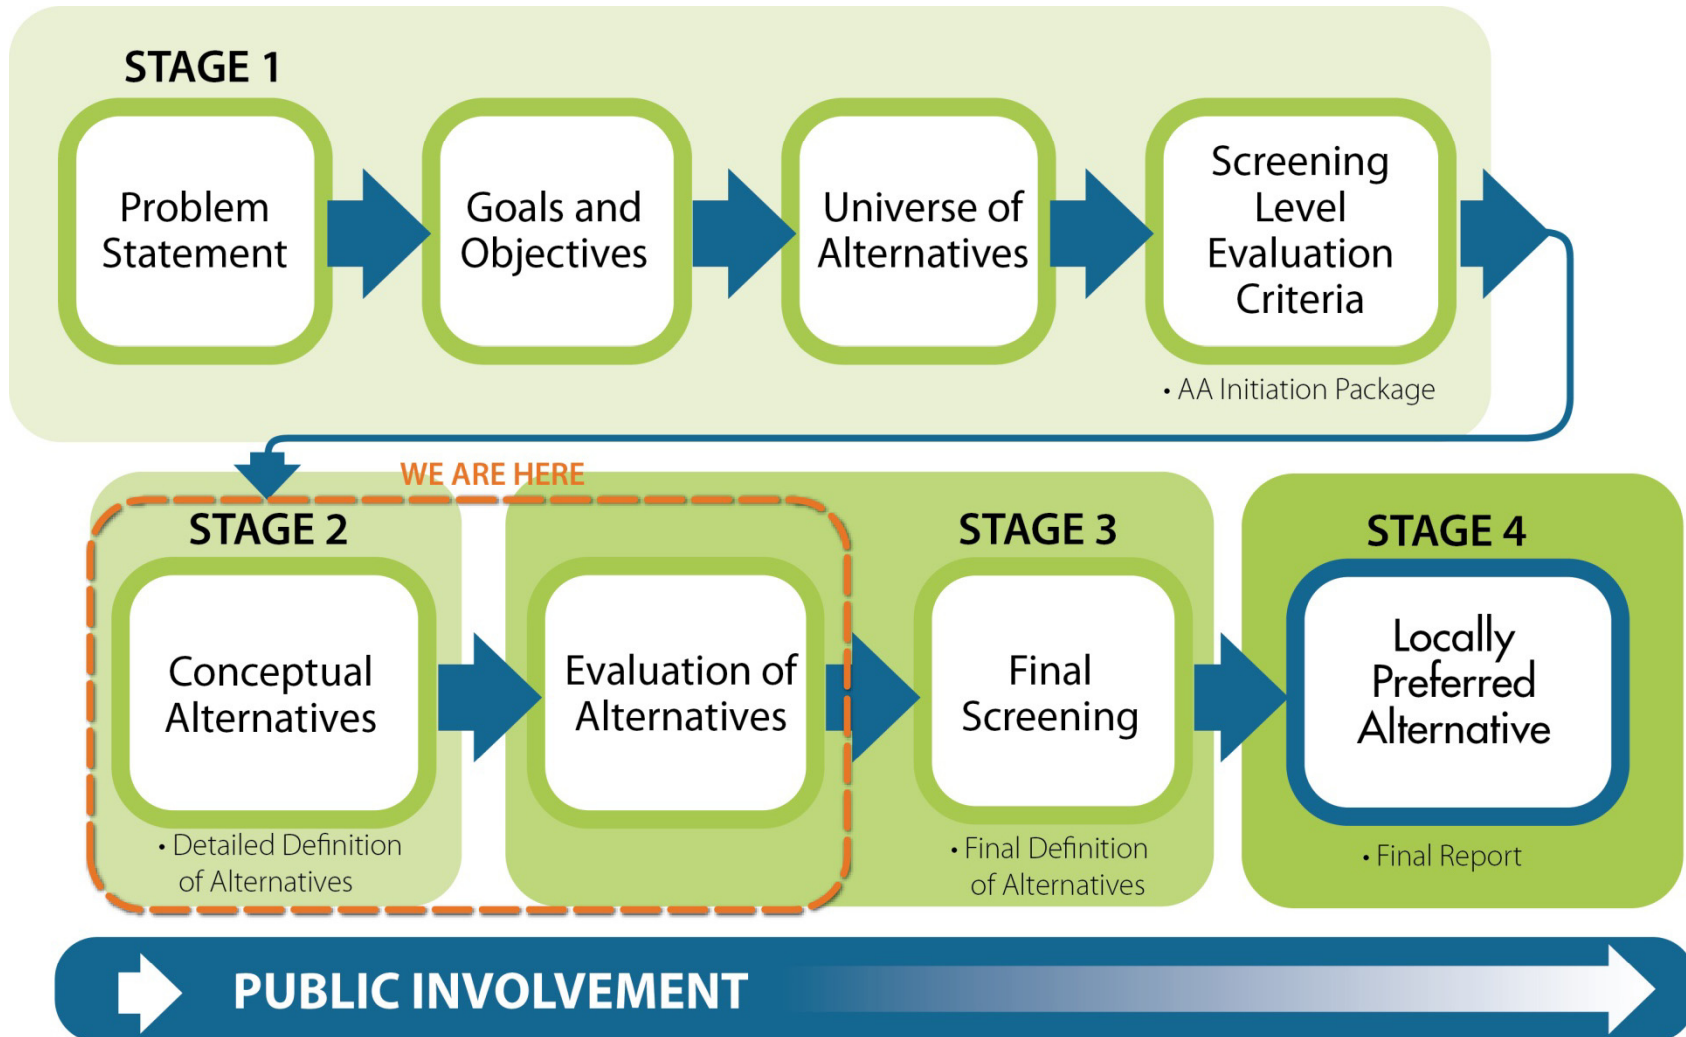 STAGE 1
Problem
Statement
Goals and
Objectives
Universe of
Alternatives
Screening
Level
Evaluation
Criteria
• AA Initiation Package
WE ARE HERE
STAGE 2
Conceptual
Alternatives
• Detailed Definition
of Alternatives
Evaluation of
Alternatives
STAGE 3
Final
Screening
• Final Definition
of Alternatives
STAGE 4
Locally
Preferred
Alternative
• Final Report
PUBLIC INVOLVEMENT